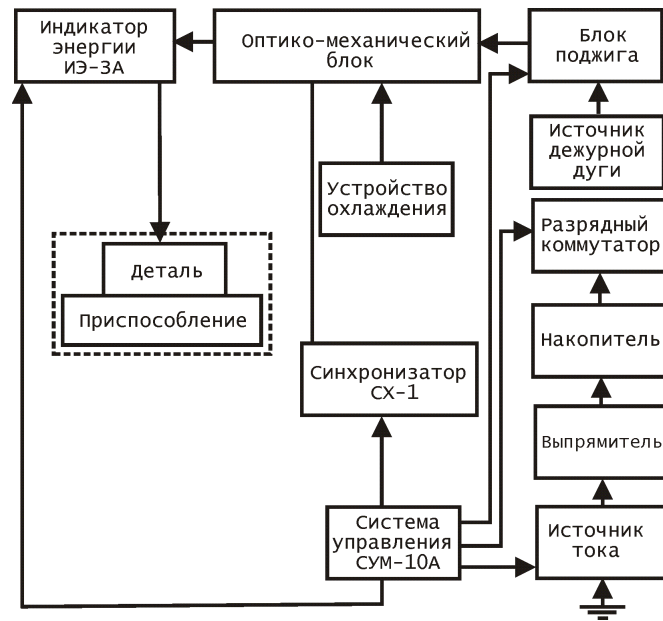 Индикатор
энергии
ИЭ-3А
Оптико-механический
блок
Блок
поджига
Источник
дежурной
дуги
Устройство
охлаждения
Разрядный
коммутатор
Деталь
Приспособление
Накопитель
Синхронизатор
СХ-1
Выпрямитель
Система
управления
СУМ-10А
Источник
тока